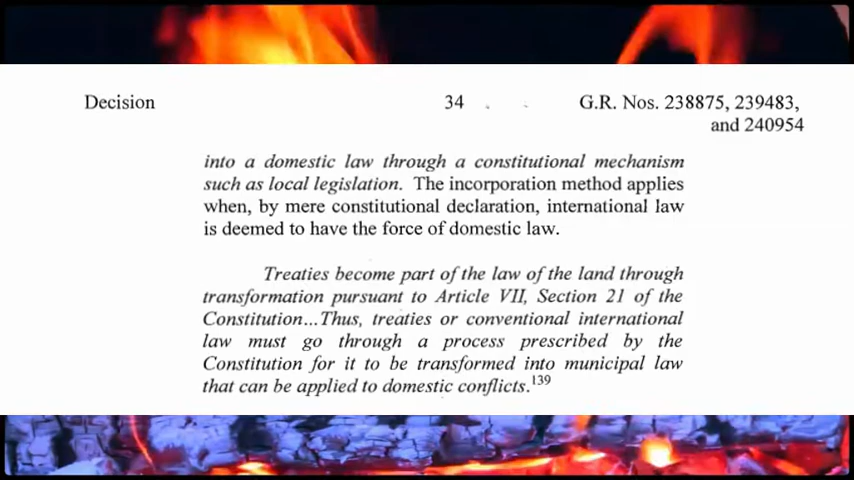 Decision 34 G.R. Nos. 238875, 239483,
and 240954
into a domestic law through a constitutional mechanism
such as local legislation. The incorporation method applies
when, by mere constitutional declaration, international law
is deemed to have the force of domestic law.
Treaties become part of the law of the land through
transformation pursuant to Article VII, Section 21 of the
Constitution...Thus, treaties or conventional international
law must go through a process prescribed by the
Constitution for it to be transformed into municipal law
that can be applied to domestic conflicts.139